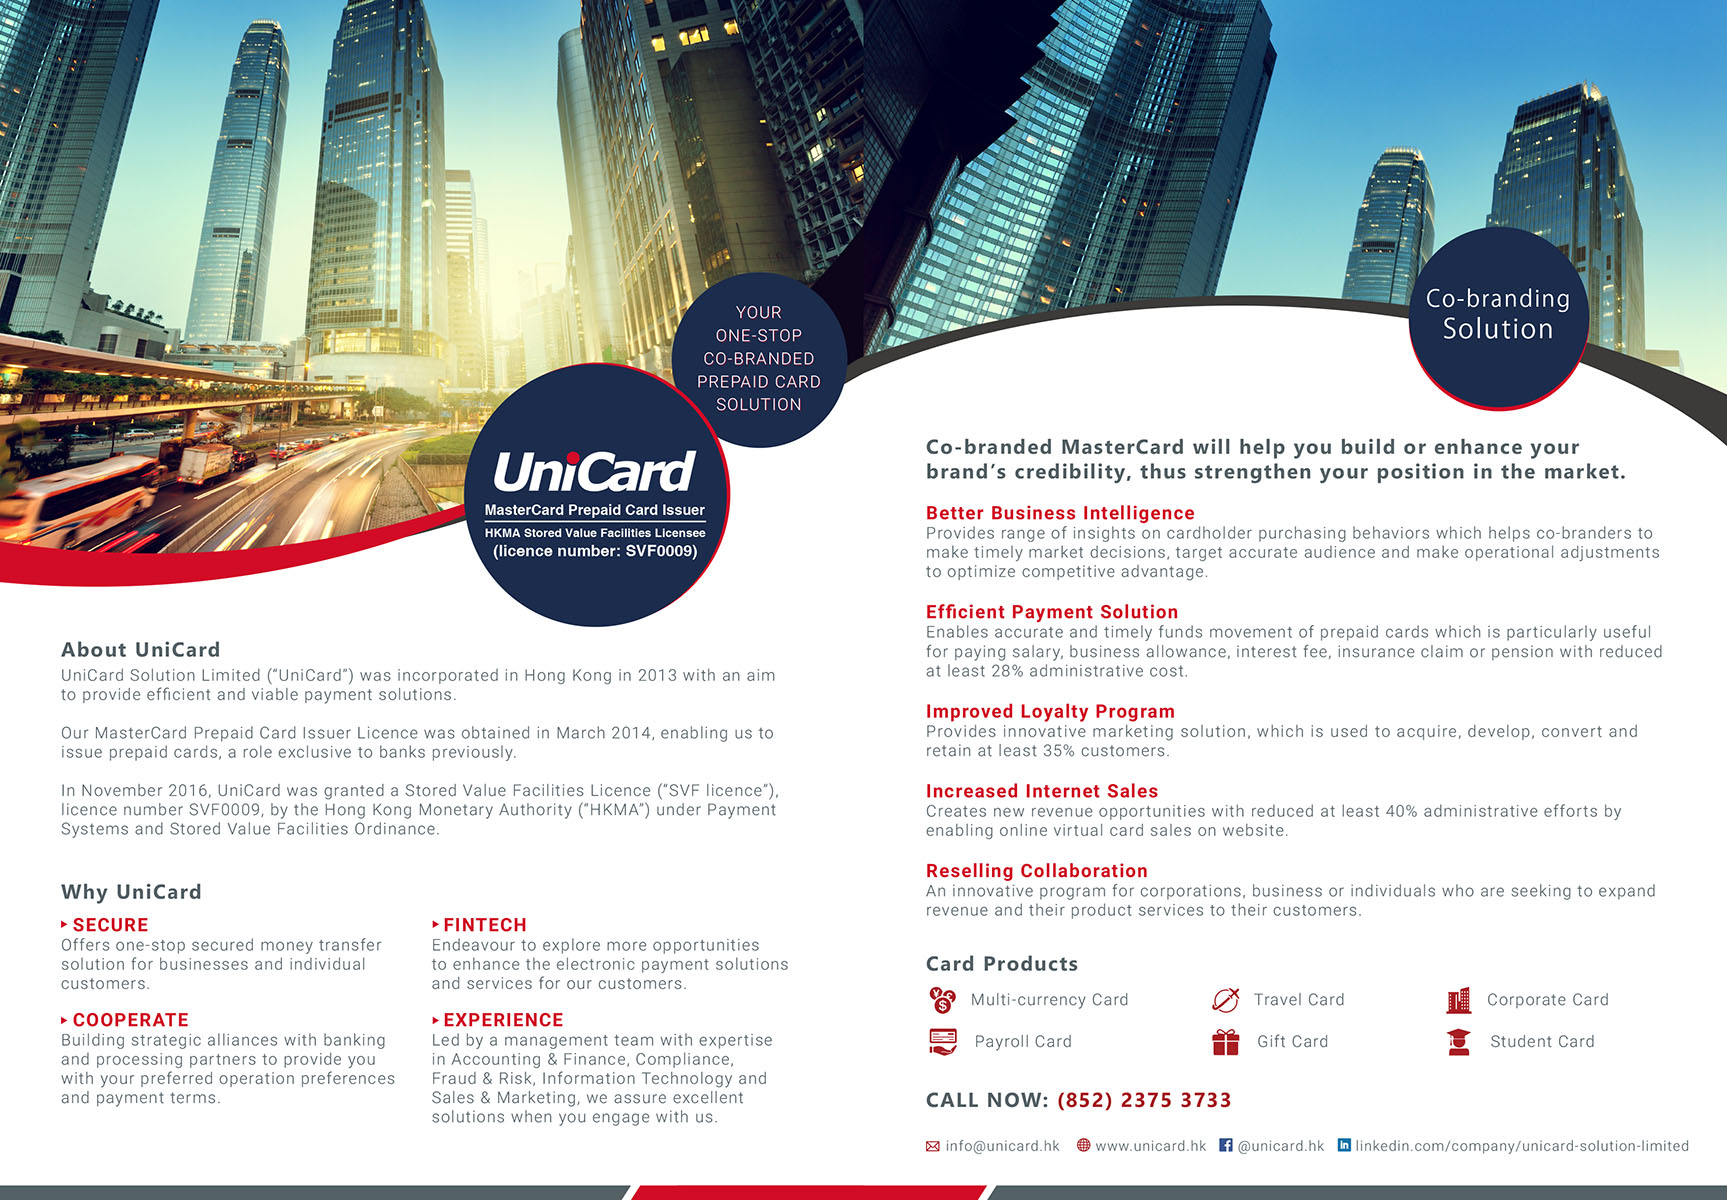 YOUR
ONE-STOP
CO-BRANDED
PREPAID CARD
SOLUTION
UniCard
MasterCard Prepaid Card Issuer
HKMA Stored Value Facilities Licensee
(licence number: SVF0009)
About UniCard
UniCard Solution Limited (“UniCard”) was incorporated in Hong Kong in 2013 with an aim
to provide efficient and viable payment solutions.
Our MasterCard Prepaid Card Issuer Licence was obtained in March 2014, enabling us to
issue prepaid cards, a role exclusive to banks previously.
In November 2016, UniCard was granted a Stored Value Facilities Licence (“SVF licence”),
licence number SVF0009, by the Hong Kong Monetary Authority (“HKMA”) under Payment
Systems and Stored Value Facilities Ordinance.
Why UniCard
SECURE
Offers one-stop secured money transfer
solution for businesses and individual
customers.
COOPERATE
Building strategic alliances with banking
and processing partners to provide you
with your preferred operation preferences
and payment terms.
FINTECH
Endeavour to explore more opportunities
to enhance the electronic payment solutions
and services for our customers.
EXPERIENCE
Led by a management team with expertise
in Accounting & Finance, Compliance,
Fraud & Risk, Information Technology and
Sales & Marketing, we assure excellent
solutions when you engage with us.
Co-branding
Solution
Co-branded MasterCard will help you build or enhance your
brand’s credibility, thus strengthen your position in the market.
Better Business Intelligence
Provides range of insights on cardholder purchasing behaviors which helps co-branders to
make timely market decisions, target accurate audience and make operational adjustments
to optimize competitive advantage.
Efficient Payment Solution
Enables accurate and timely funds movement of prepaid cards which is particularly useful
for paying salary, business allowance, interest fee, insurance claim or pension with reduced
at least 28% administrative cost.
Improved Loyalty Program
Provides innovative marketing solution, which is used to acquire, develop, convert and
retain at least 35% customers.
Increased Internet Sales
Creates new revenue opportunities with reduced at least 40% administrative efforts by
enabling online virtual card sales on website.
Reselling Collaboration
An innovative program for corporations, business or individuals who are seeking to expand
revenue and their product services to their customers.
Card Products
Multi-currency Card
Travel Card
Corporate Card
Payroll Card
Gift Card
Student Card
CALL NOW: (852) 2375 3733
info@unicard.hk www.unicard.hk @unicard.hk linkedin.com/company/unicard-solution-limited